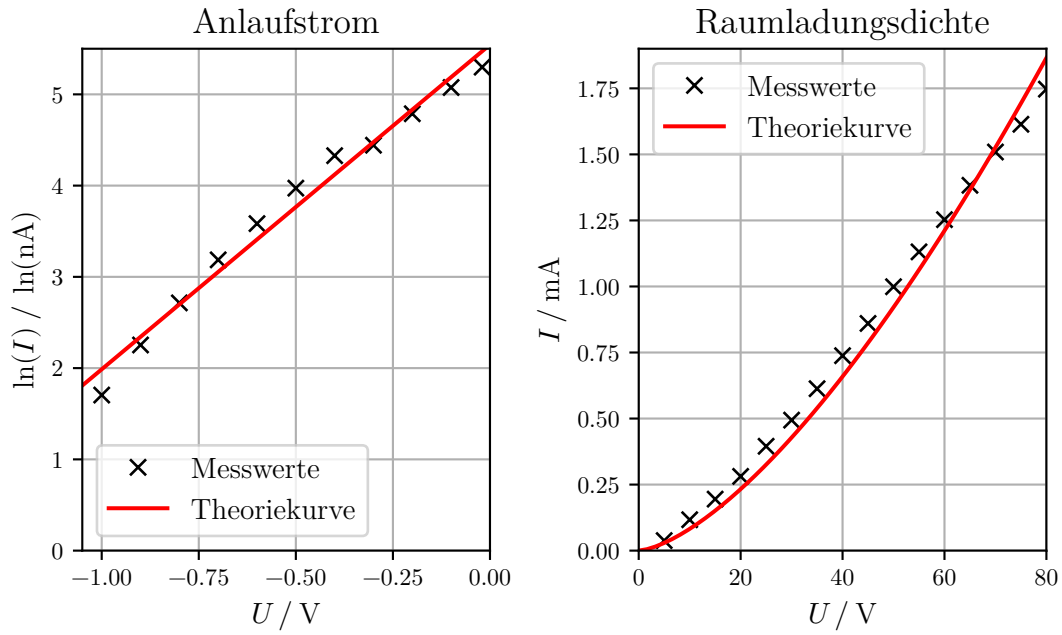 Anlaufstrom
ln(I) / ln(nA)
5
4
3
2
1
0
Messwerte
Theoriekurve
−1.00
−0.75
−0.50
−0.25
0.00
U / V
Raumladungsdichte
I / mA
1.75
1.50
1.25
1.00
0.75
0.50
0.25
0.00
Messwerte
Theoriekurve
0
20
40
60
80
U / V